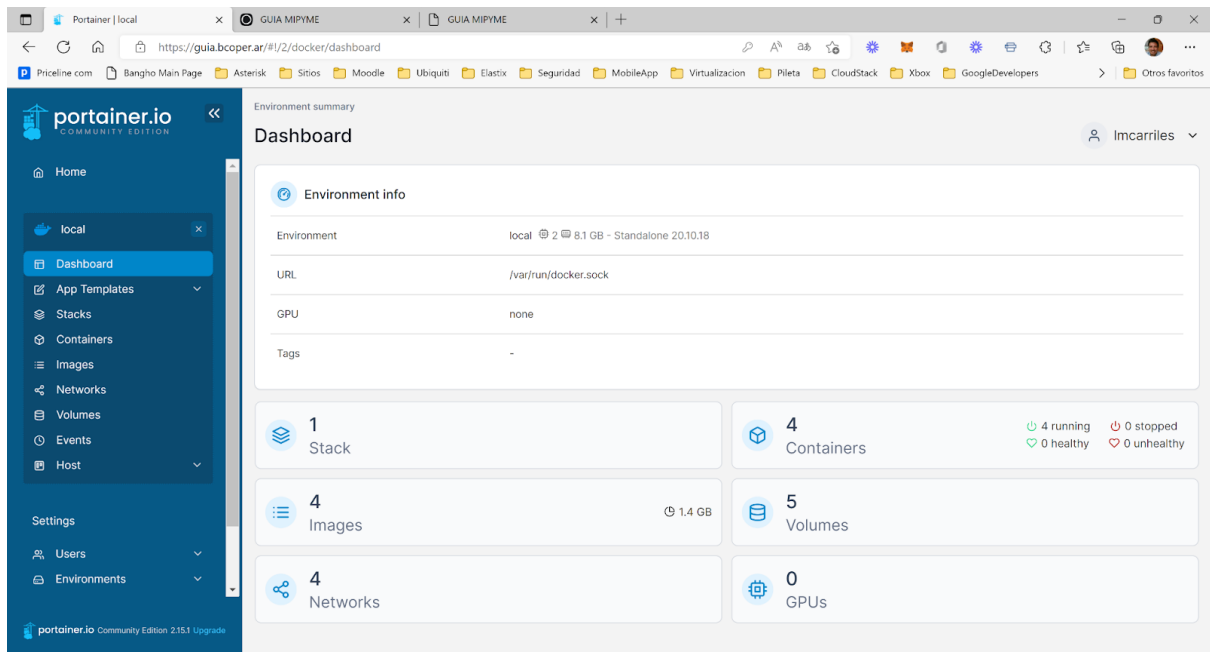 Portainer | local
GUIA MIPYME
GUIA MIPYME
https://guia.bcoper.ar/#!/2/docker/dashboard
Priceline com Bangho Main Page Asterisk Sitios Moodle Ubiquiti Elastix Seguridad MobileApp Virtualizacion Pileta CloudStack Xbox GoogleDevelopers Otros favoritos
portainer.io
COMMUNITY EDITION
Home
local
Dashboard
App Templates
Stacks
Containers
Images
Networks
Volumes
Events
Host
Settings
Users
Environments
portainer.io Community Edition 2.15.1 Upgrade
Environment summary
Dashboard
lmcarriles
Environment info
Environment local 2 8.1 GB - Standalone 20.10.18
URL /var/run/docker.sock
GPU none
Tags -
1
Stack
4
Containers
4 running 0 stopped
0 healthy 0 unhealthy
4
Images
1.4 GB
5
Volumes
4
Networks
0
GPUs